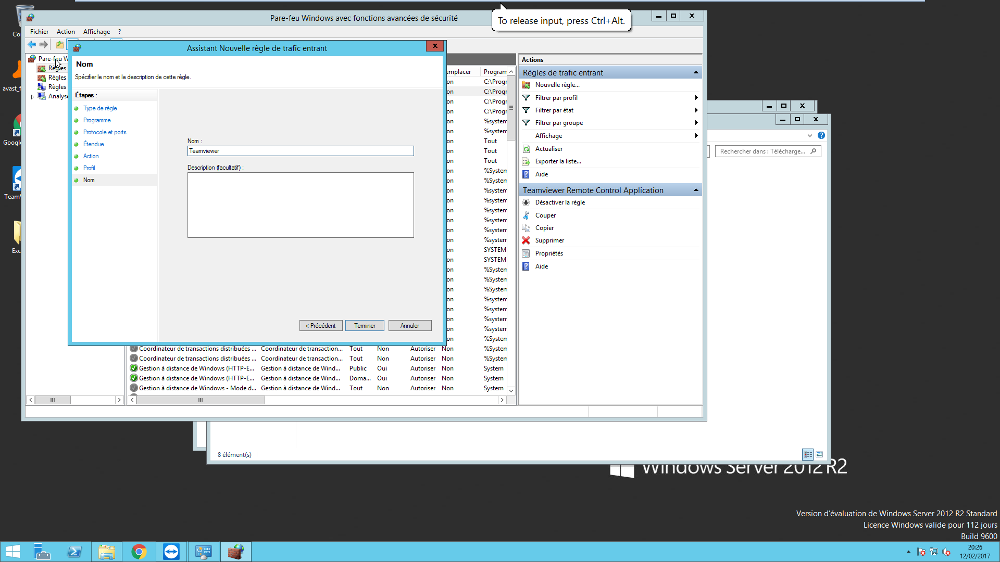 To release input, press Ctrl+Alt.
Pare-feu Windows avec fonctions avancées de sécurité
Fichier Action Affichage ?
Assistant Nouvelle règle de trafic entrant
Nom
Spécifier le nom et la description de cette règle.
Étapes :
Type de règle
Programme
Protocole et ports
Étendue
Action
Profil
Nom
Nom :
Teamviewer
Description (facultatif) :
< Précédent Terminer Annuler
Pare-feu W
Règles
Règles
Règles
Analyse
Co
avast_f
Google
TeamV
Exc
emplacer Program
on C:\Progr
on C:\Progr
on C:\Progr
on C:\Progr
on %system
on %system
on Tout
on Tout
on Tout
on %System
on %System
on %system
on %system
on %system
on %system
on %system
on %system
on SYSTEM
on SYSTEM
on %System
on %System
on %System
on %System
on %system
on %system
on %system
on %System
Coordinateur de transactions distribuées ... Coordinateur de transaction... Tout Non Autoriser Non %System
Coordinateur de transactions distribuées ... Coordinateur de transaction... Tout Non Autoriser Non %System
Gestion à distance de Windows (HTTP-E... Gestion à distance de Wind... Public Oui Autoriser Non System
Gestion à distance de Windows (HTTP-E... Gestion à distance de Wind... Doma... Oui Autoriser Non System
Gestion à distance de Windows - Mode d... Gestion à distance de Wind... Tout Non Autoriser Non System
Actions
Règles de trafic entrant
Nouvelle règle...
Filtrer par profil
Filtrer par état
Filtrer par groupe
Affichage
Actualiser
Exporter la liste...
Aide
Teamviewer Remote Control Application
Désactiver la règle
Couper
Copier
Supprimer
Propriétés
Aide
Rechercher dans : Télécharge...
8 élément(s)
Windows Server 2012 R2
Version d'évaluation de Windows Server 2012 R2 Standard
Licence Windows valide pour 112 jours
Build 9600
20:26
12/02/2017